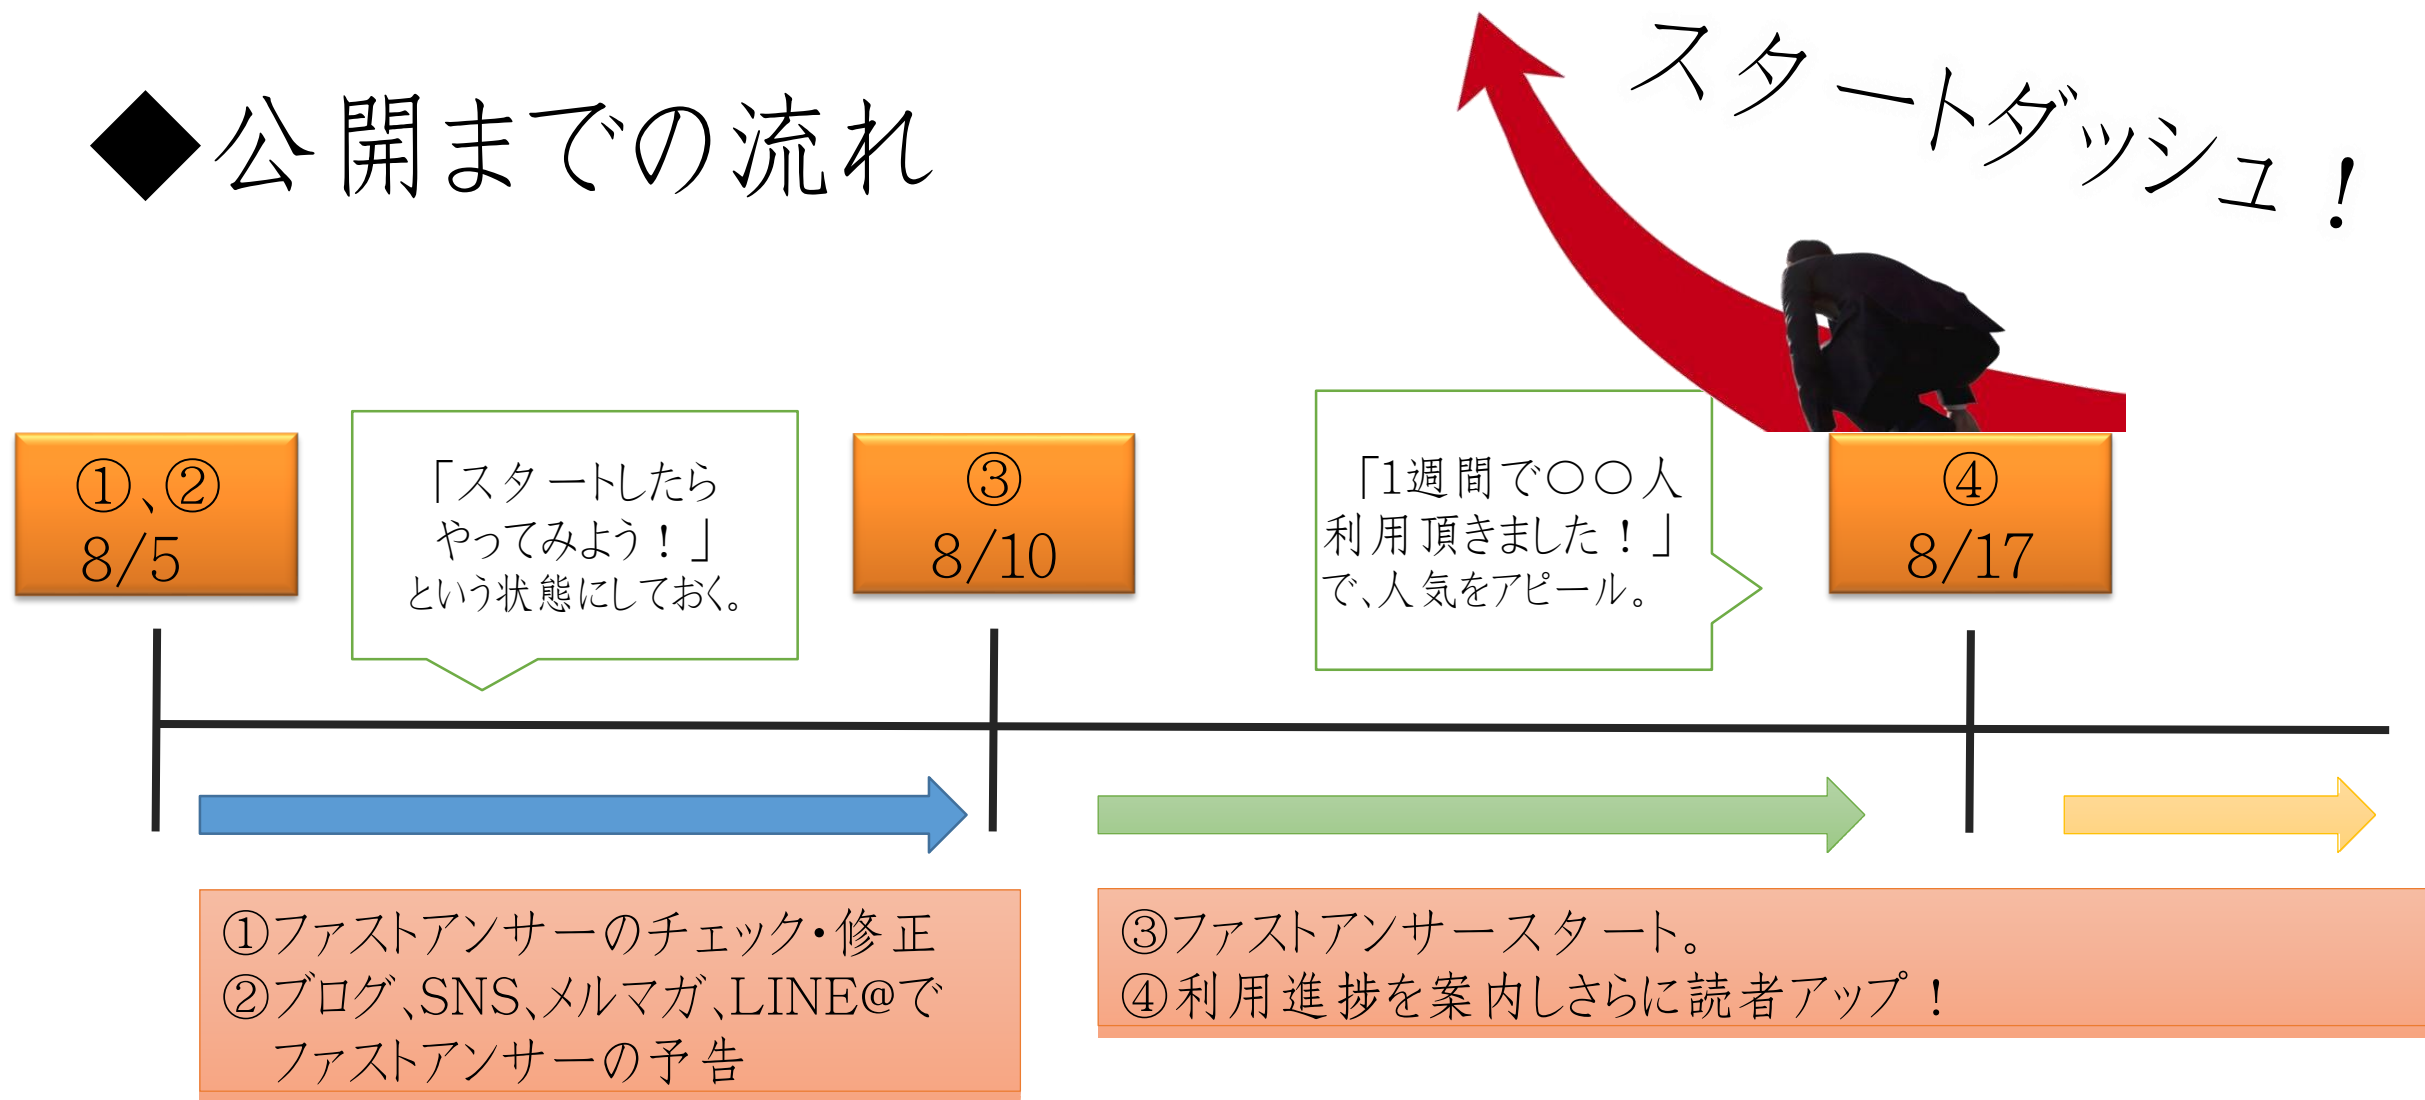 ◆公開までの流れ
スタートダッシュ！
①、②
8/5
「スタートしたら
やってみよう！」
という状態にしておく。
③
8/10
「1週間で〇〇人
利用頂きました！」
で、人気をアピール。
④
8/17
①ファストアンサーのチェック・修正
②ブログ、SNS、メルマガ、LINE@で
ファストアンサーの予告
③ファストアンサースタート。
④利用進捗を案内しさらに読者アップ！